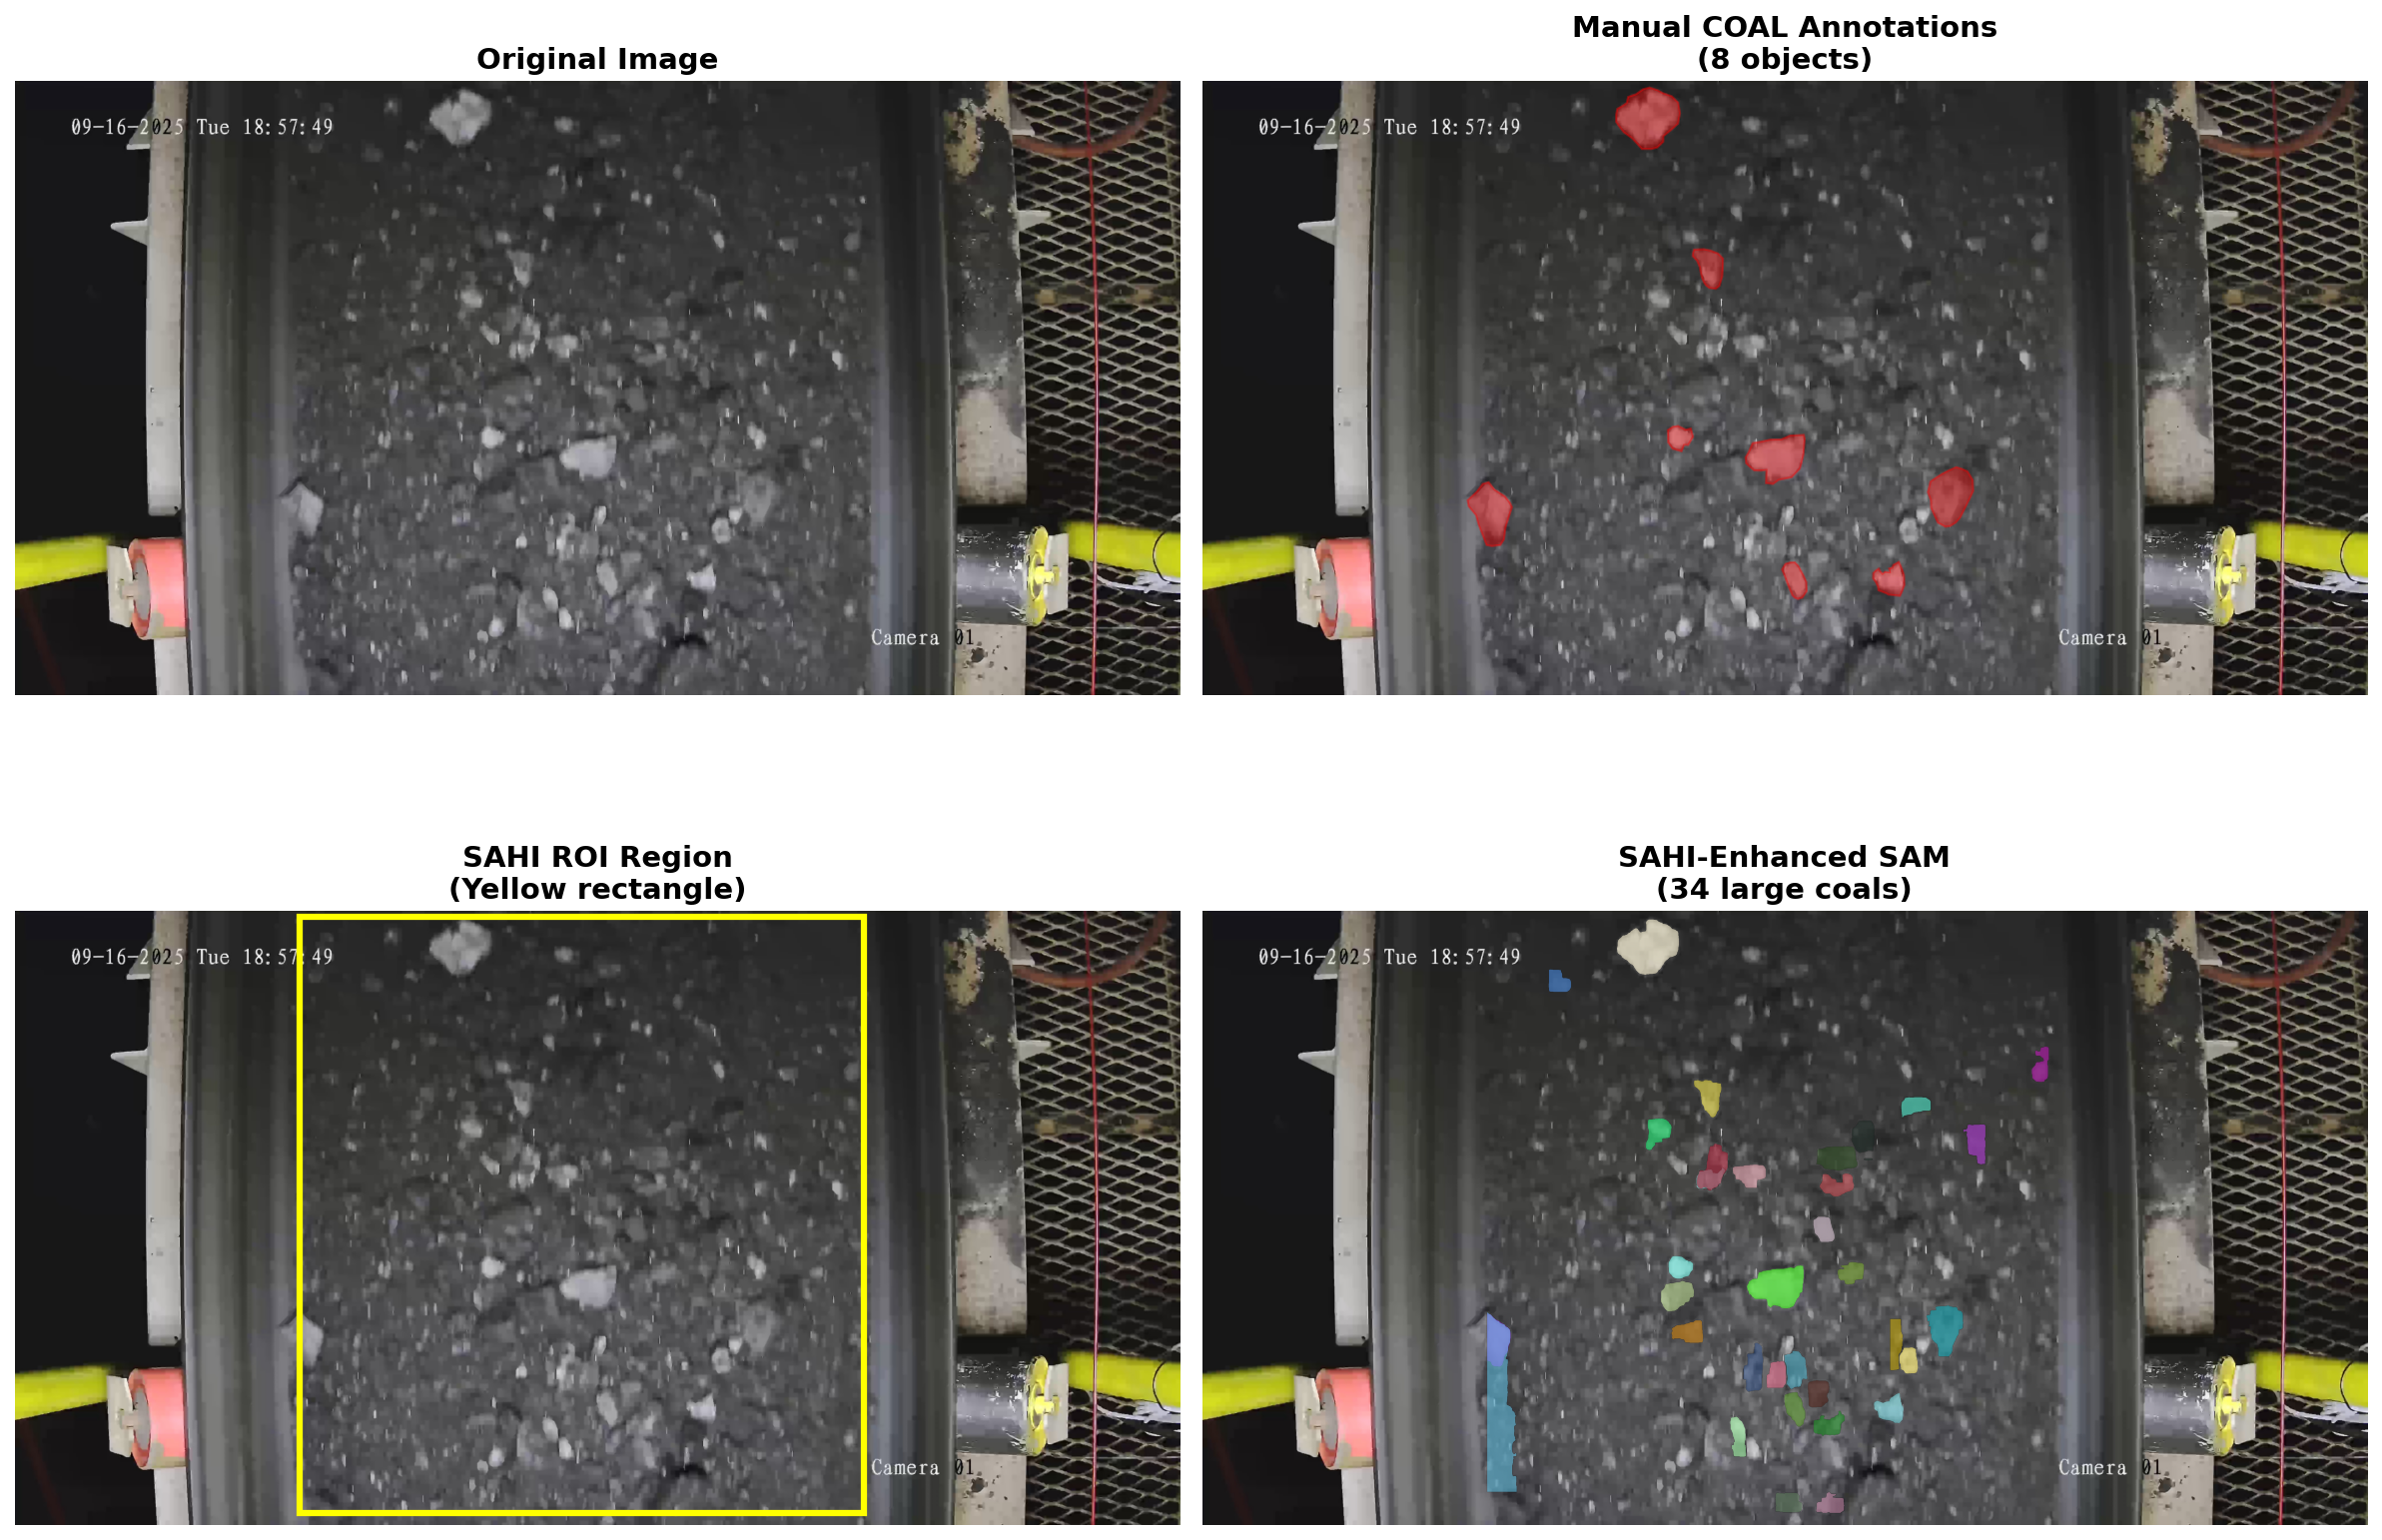 Original Image
09-16-2025 Tue 18:57:49
Camera 01
Manual COAL Annotations
(8 objects)
09-16-2025 Tue 18:57:49
Camera 01
SAHI ROI Region
(Yellow rectangle)
09-16-2025 Tue 18:57:49
Camera 01
SAHI-Enhanced SAM
(34 large coals)
09-16-2025 Tue 18:57:49
Camera 01